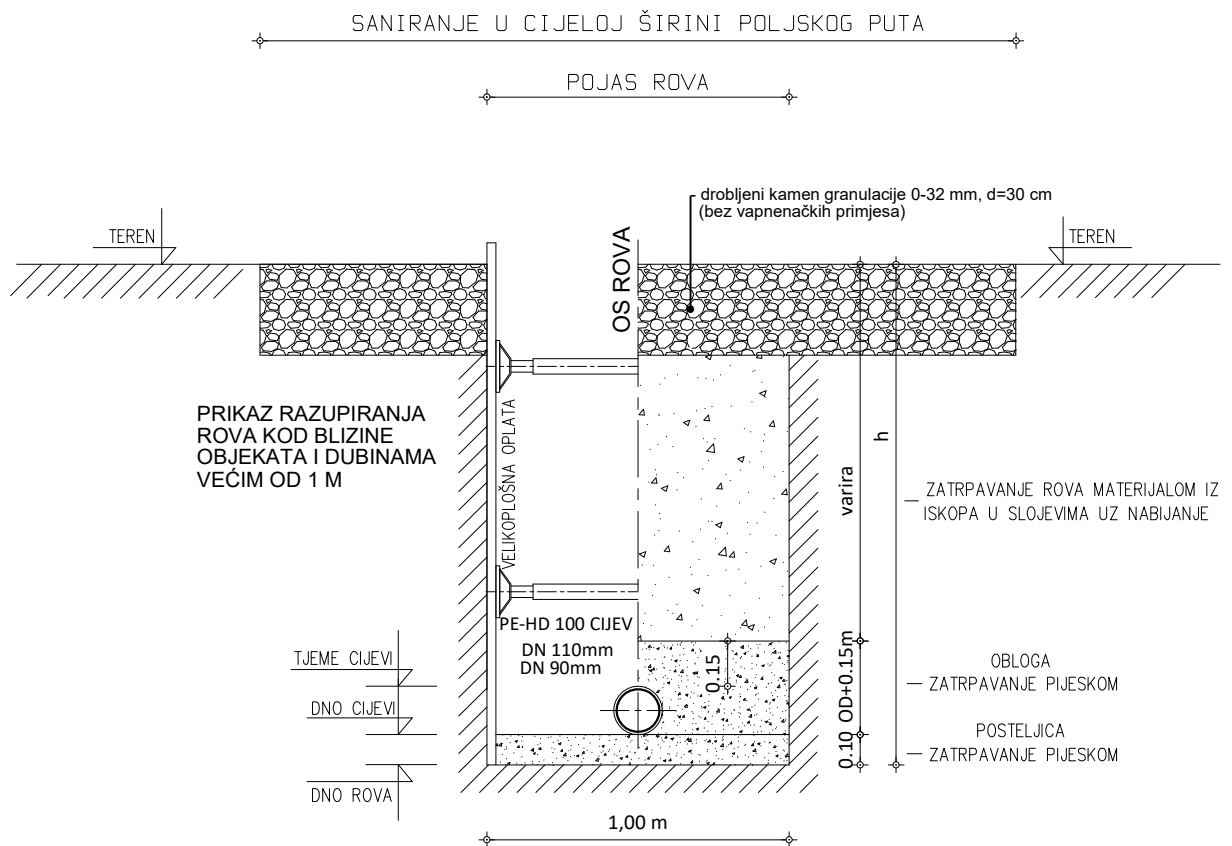 SANIRANJE U CIJELOJ ŠIRINI POLJSKOG PUTA
POJAS ROVA
drobljeni kamen granulacije 0-32 mm, d=30 cm
(bez vapnenačkih primjesa)
TEREN
TEREN
OS ROVA
PRIKAZ RAZUPIRANJA
ROVA KOD BLIZINE
OBJEKATA I DUBINAMA
VEĆIM OD 1 M
VELIKOPLOŠNA OPLATA
varira
h
ZATRPAVANJE ROVA MATERIJALOM IZ
ISKOPA U SLOJEVIMA UZ NABIJANJE
PE-HD 100 CIJEV
DN 110mm
DN 90mm
0.15
OD+0.15m
0.10
TJEME CIJEVI
DNO CIJEVI
DNO ROVA
OBLOGA
ZATRPAVANJE PIJESKOM
POSTELJICA
ZATRPAVANJE PIJESKOM
1,00 m